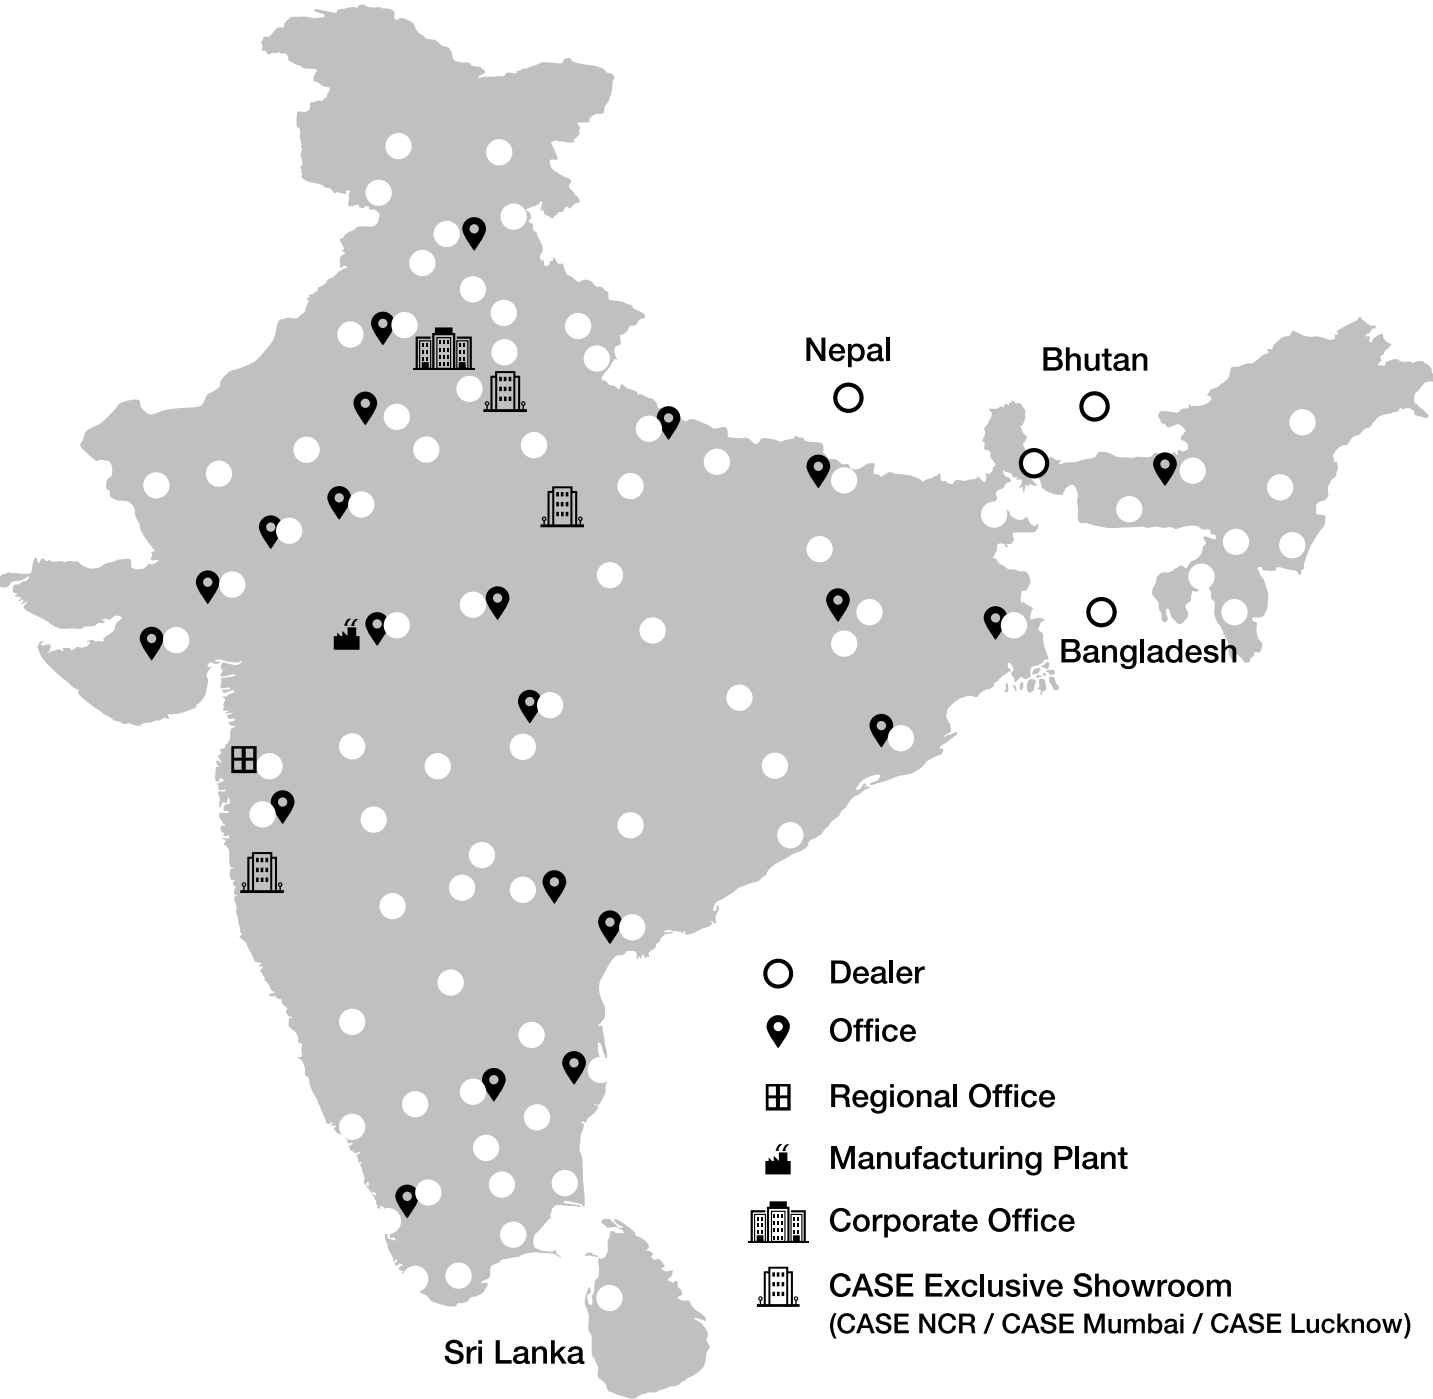 Nepal
Bhutan
Bangladesh
Dealer
Office
Regional Office
Manufacturing Plant
Corporate Office
CASE Exclusive Showroom
(CASE NCR / CASE Mumbai / CASE Lucknow)
Sri Lanka